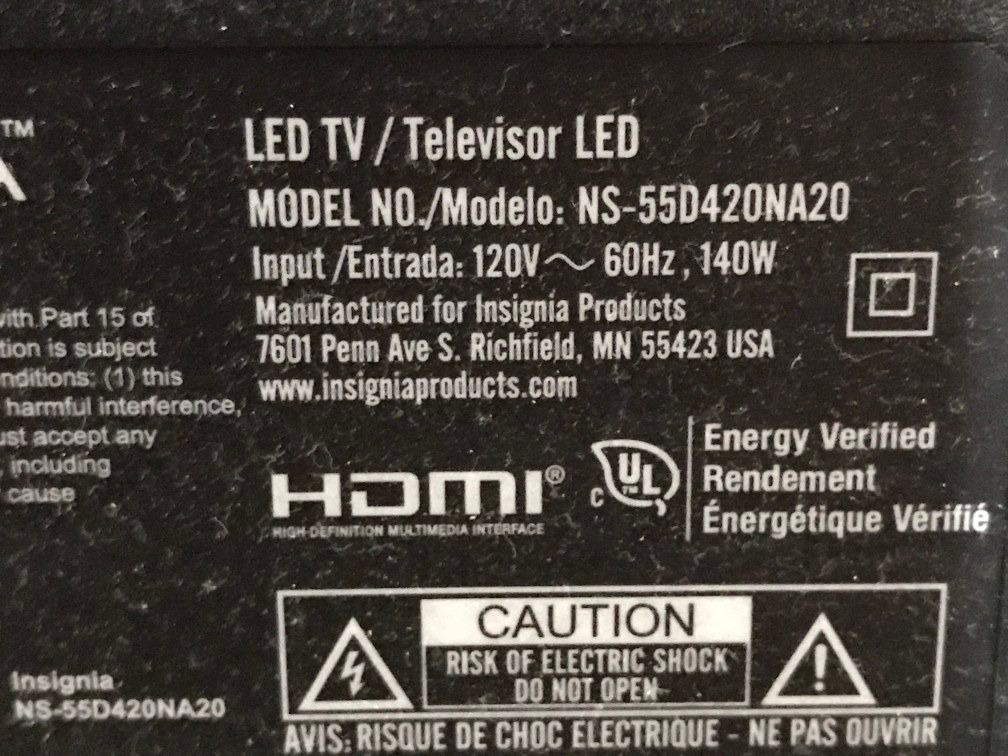 TM
LED TV / Televisor LED
MODEL NO./Modelo: NS-55D420NA20
Input /Entrada: 120V~ 60Hz , 140W
Manufactured for Insignia Products
7601 Penn Ave S. Richfield, MN 55423 USA
www.insigniaproducts.com
with Part 15 of
tion is subject
nditions: (1) this
harmful interference,
ust accept any
, including
cause
HDMI®
HIGH-DEFINITION MULTIMEDIA INTERFACE
C UL TM
Energy Verified
Rendement
Énergétique Vérifié
CAUTION
RISK OF ELECTRIC SHOCK
DO NOT OPEN
AVIS: RISQUE DE CHOC ELECTRIQUE - NE PAS OUVRIR
Insignia
NS-55D420NA20